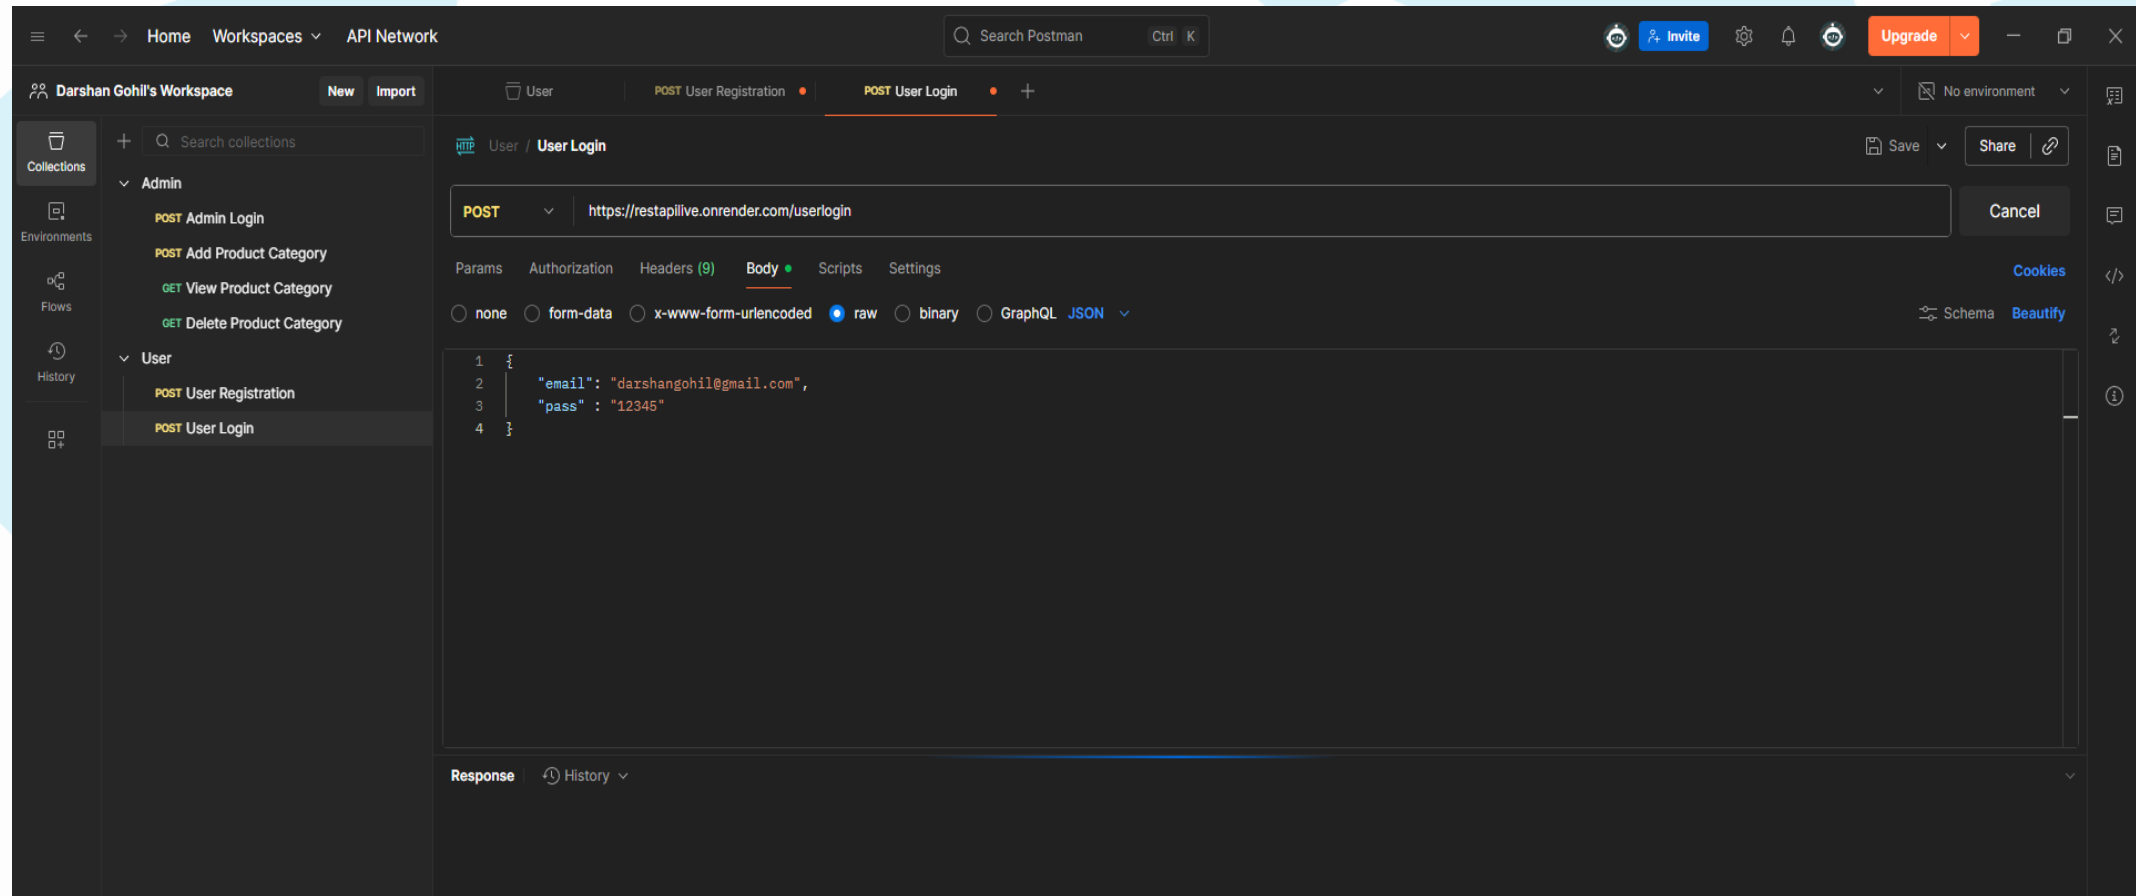 Home Workspaces API Network Search Postman Ctrl K Invite Upgrade
Darshan Gohil's Workspace New Import User POST User Registration POST User Login No environment
Collections
Environments
Flows
History
Search collections
Admin
POST Admin Login
POST Add Product Category
GET View Product Category
GET Delete Product Category
User
POST User Registration
POST User Login
HTTP User / User Login Save Share
POST https://restapilive.onrender.com/userlogin Cancel
Params Authorization Headers (9) Body Scripts Settings Cookies
none form-data x-www-form-urlencoded raw binary GraphQL JSON Schema Beautify
1 {
2 "email": "darshangohil@gmail.com",
3 "pass" : "12345"
4 }
Response History